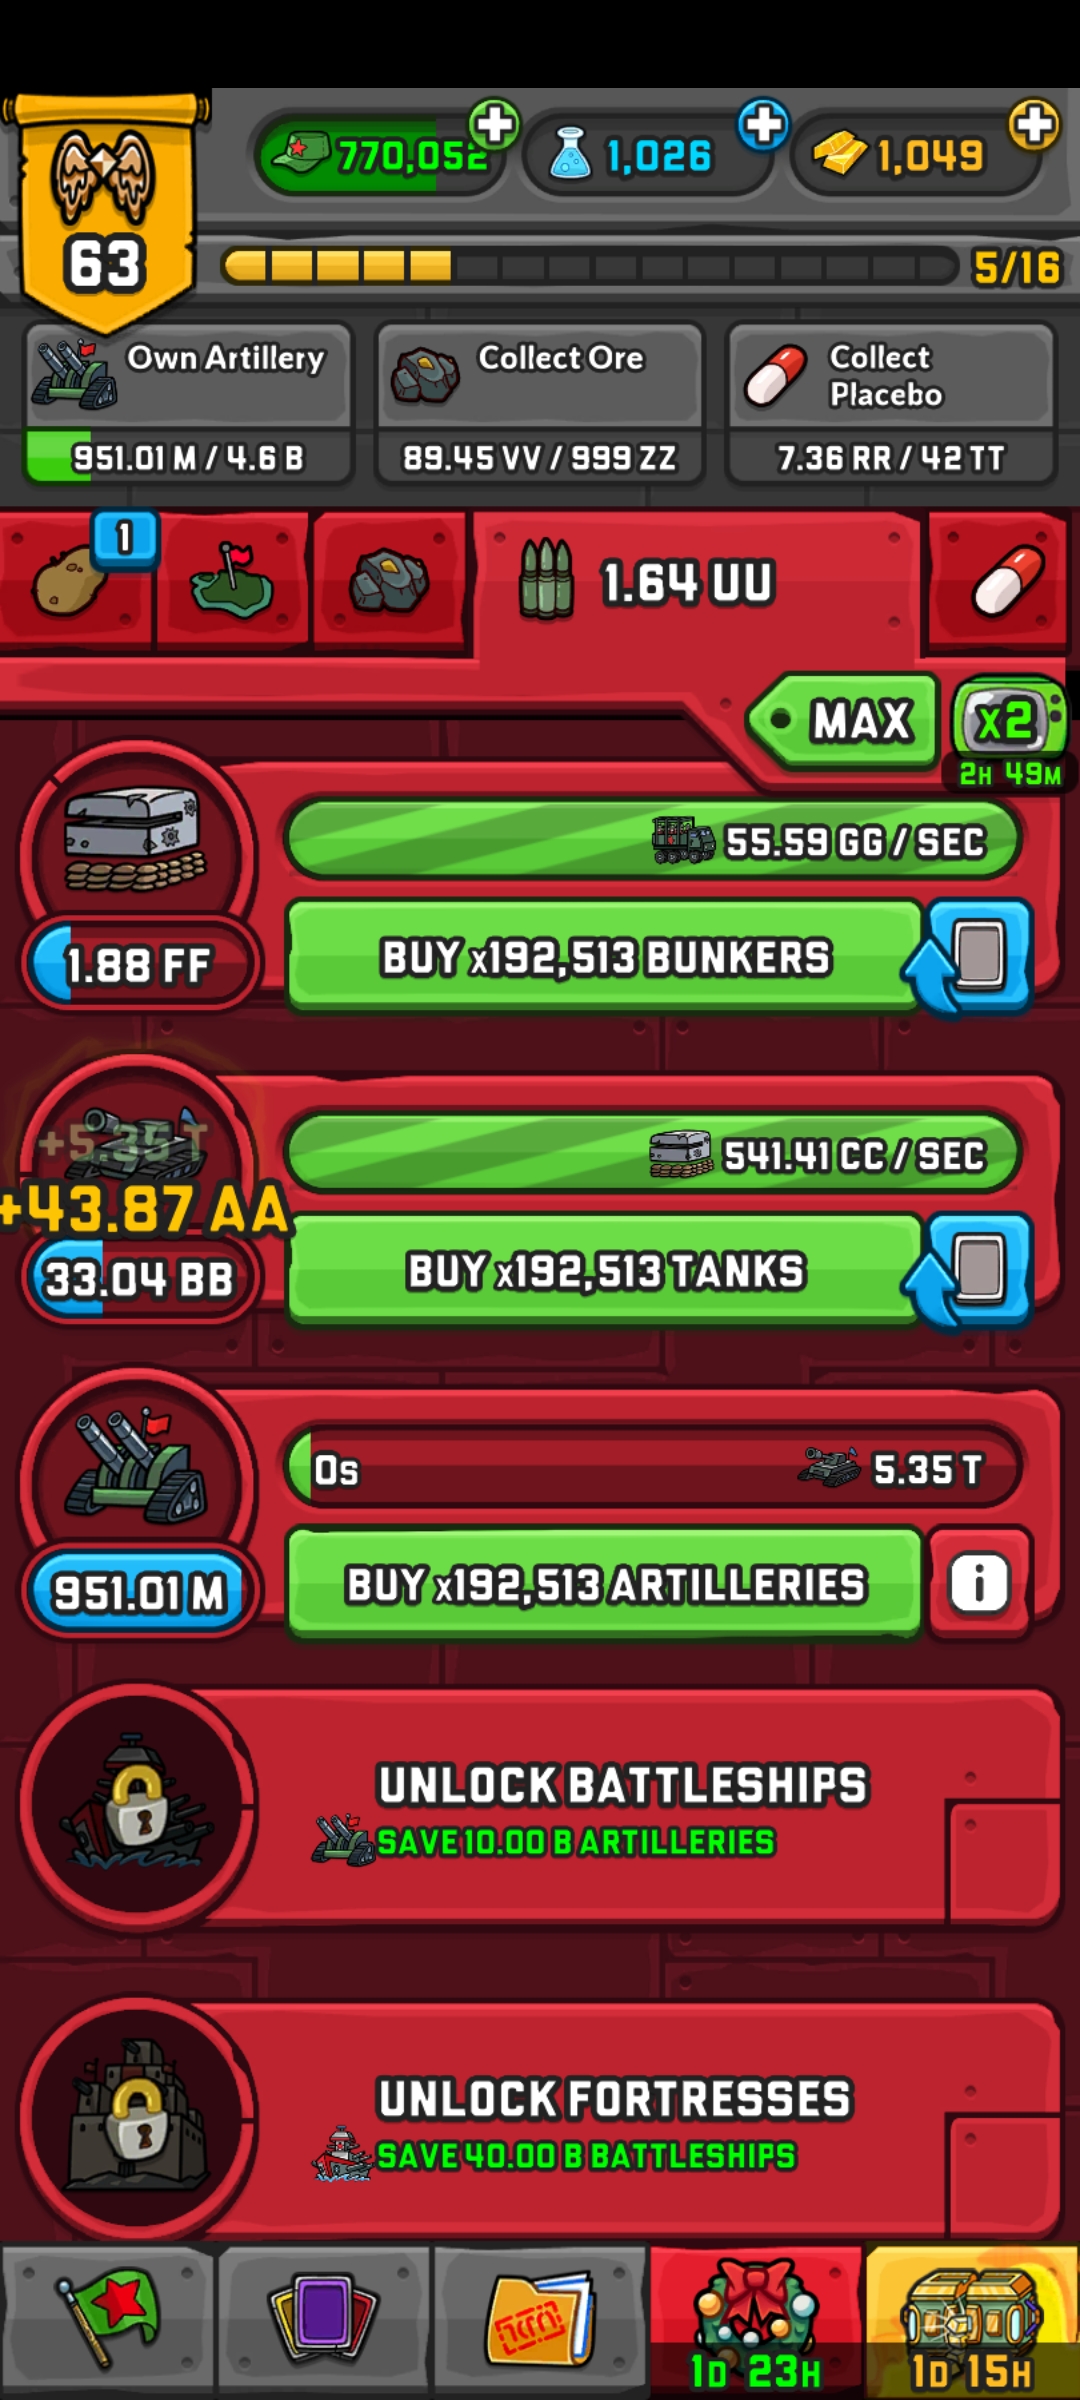 770,052
1,026
1,049
63
5/16
Own Artillery
951.01 M / 4.6 B
Collect Ore
89.45 VV / 999 ZZ
Collect
Placebo
7.36 RR / 42 TT
1
1.64 UU
MAX
x2
2H 49M
55.59 GG / SEC
1.88 FF
BUY x192,513 BUNKERS
+5.35 T
541.41 CC / SEC
+43.87 AA
33.04 BB
BUY x192,513 TANKS
0s
5.35 T
951.01 M
BUY x192,513 ARTILLERIES
i
UNLOCK BATTLESHIPS
SAVE 10.00 B ARTILLERIES
UNLOCK FORTRESSES
SAVE 40.00 B BATTLESHIPS
1D 23H
1D 15H